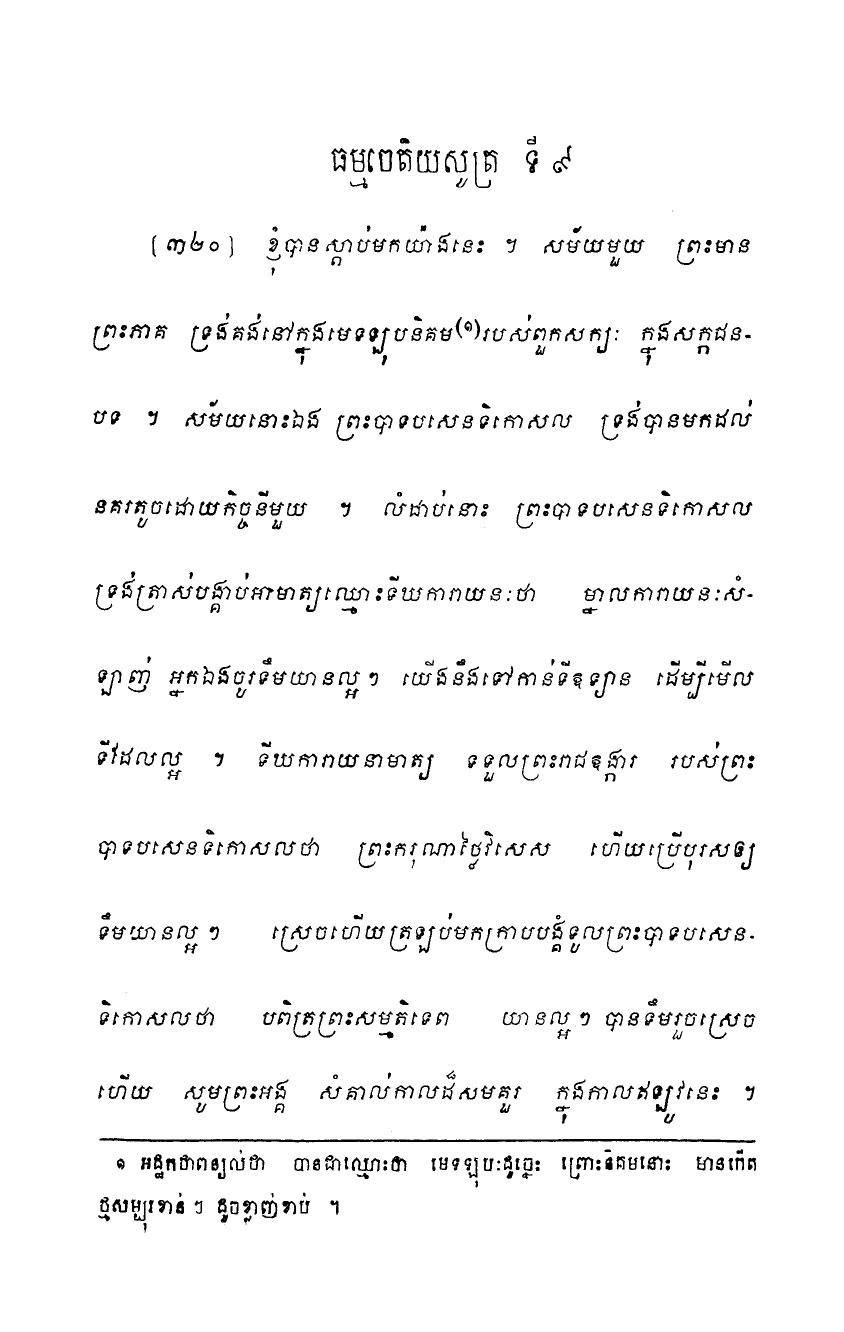 ធម្មចេតិយសូត្រ ទី ៩
[៣២០] ខ្ញុំបានស្តាប់មកយ៉ាងនេះ ។ សម័យមួយ ព្រះមាន
ព្រះភាគ ទ្រង់គង់នៅក្នុងមេទឡុបនិគម(១)របស់ពួកសក្យៈ ក្នុងសក្កជន-
បទ ។ សម័យនោះឯង ព្រះបាទបសេនទិកោសល ទ្រង់បានមកដល់
នគរតូចដោយកិច្ចនីមួយ ។ លំដាប់នោះ ព្រះបាទបសេនទិកោសល
ទ្រង់ត្រាស់បង្គាប់អាមាត្យឈ្មោះទីឃការាយនៈថា ម្នាលការាយនៈសំ-
ឡាញ់ អ្នកឯងចូរទឹមយានល្អ ៗ យើងនឹងទៅកាន់ទីឧទ្យាន ដើម្បីមើល
ទីដែលល្អ ។ ទីឃការាយនាមាត្យ ទទួលព្រះរាជឱង្ការ របស់ព្រះ
បាទបសេនទិកោសលថា ព្រះករុណាថ្លៃវិសេស ហើយប្រើបុរសឲ្យ
ទឹមយានល្អ ៗ ស្រេចហើយត្រឡប់មកក្រាបបង្គំទូលព្រះបាទបសេន-
ទិកោសលថា បពិត្រព្រះសម្មតិទេព យានល្អ ៗ បានទឹមរួចស្រេច
ហើយ សូមព្រះអង្គ សំគាល់កាលដ៏សមគួរ ក្នុងកាលឥឡូវនេះ ។
១ អដ្ឋកថាពន្យល់ថា បានជាឈ្មោះថា មេទឡុបៈដូច្នេះ ព្រោះនិគមនោះ មានកើត
ថ្មសម្បុរខាន់ ៗ ដូចខ្លាញ់ខាប់ ។